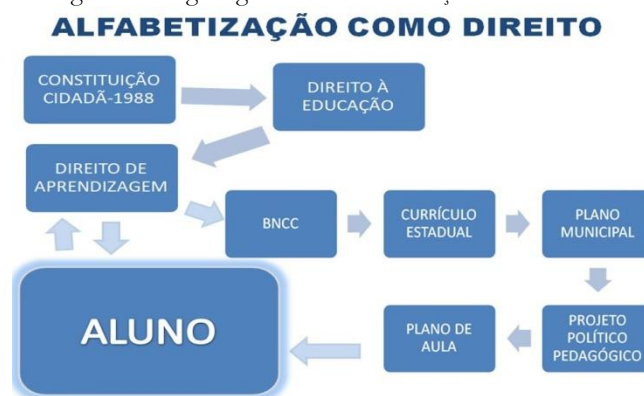 ALFABETIZAÇÃO COMO DIREITO
CONSTITUIÇÃO
CIDADÃ-1988
DIREITO À
EDUCAÇÃO
DIREITO DE
APRENDIZAGEM
BNCC
CURRÍCULO
ESTADUAL
PLANO
MUNICIPAL
PROJETO
POLÍTICO
PEDAGÓGICO
PLANO DE
AULA
ALUNO